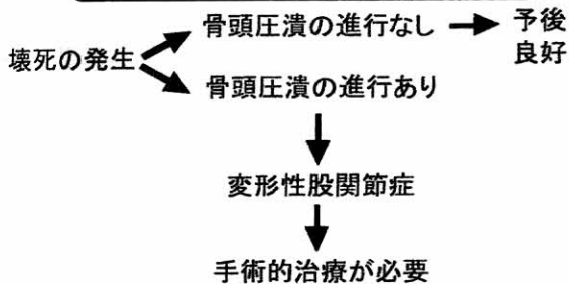 骨頭圧潰の進行なし
予後
良好
壊死の発生
骨頭圧潰の進行あり
変形性股関節症
手術的治療が必要